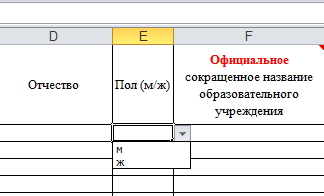 D E F
Отчество
Пол (м/ж)
Официальное
сокращенное название
образовательного
учреждения
м
ж